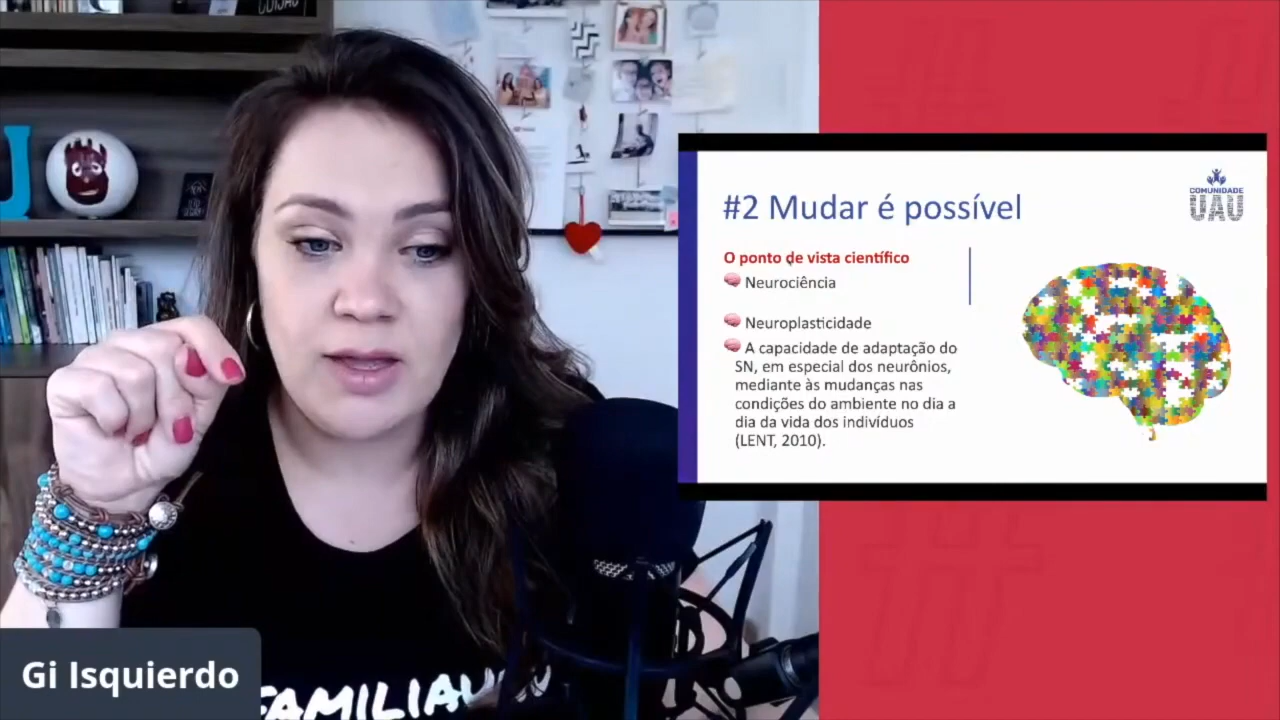 #2 Mudar é possível
COMUNIDADE
UAU
O ponto de vista científico
Neurociência
Neuroplasticidade
A capacidade de adaptação do
SN, em especial dos neurônios,
mediante às mudanças nas
condições do ambiente no dia a
dia da vida dos indivíduos
(LENT, 2010).
Gi Isquierdo